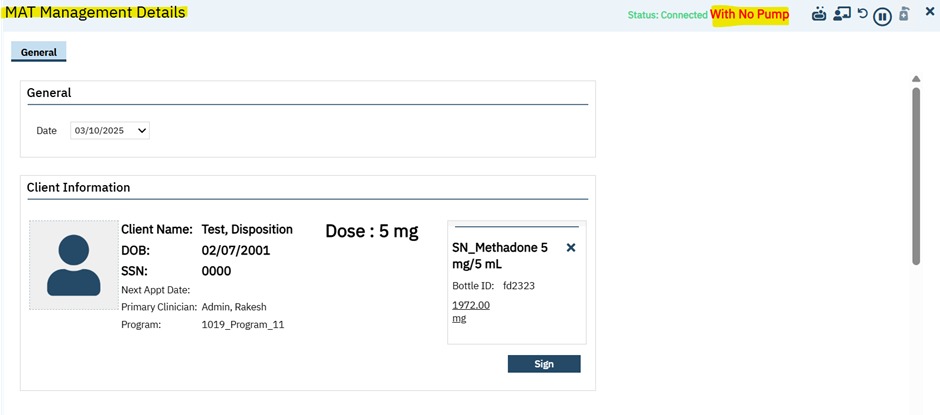 MAT Management Details
Status: Connected With No Pump
General
General
Date 03/10/2025
Client Information
Client Name: Test, Disposition
DOB: 02/07/2001
SSN: 0000
Next Appt Date:
Primary Clinician: Admin, Rakesh
Program: 1019_Program_11
Dose : 5 mg
SN_Methadone 5
mg/5 mL
Bottle ID: fd2323
1972.00
mg
Sign